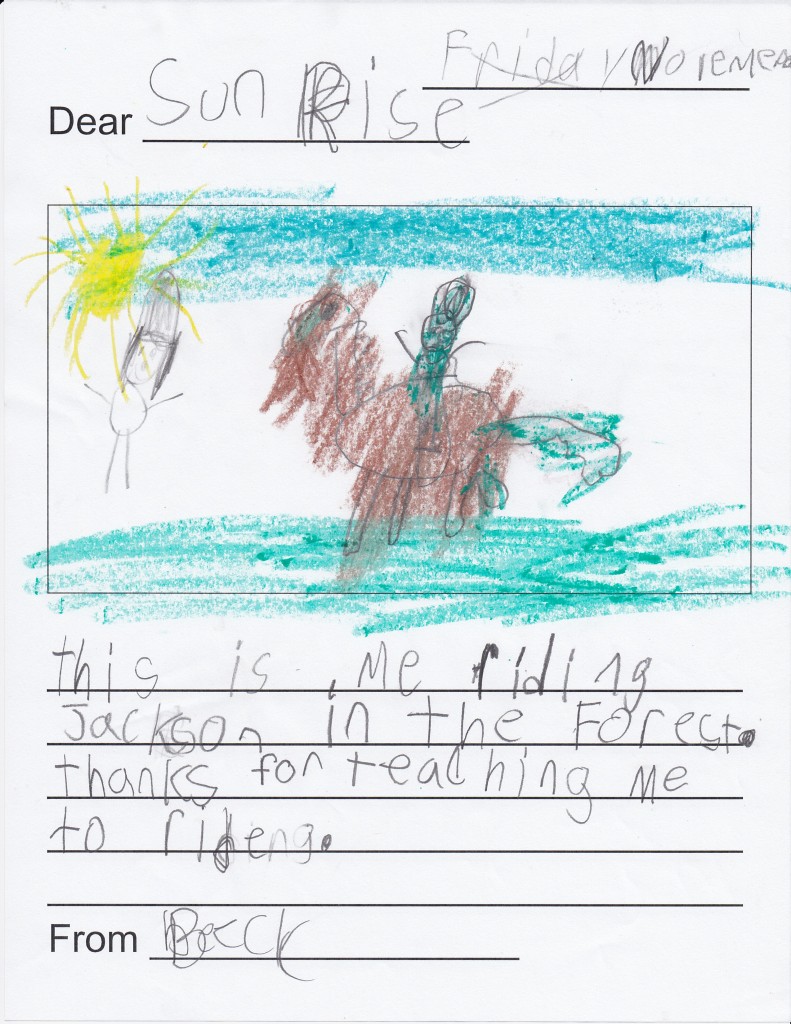 Friday Novemeb
Dear Sun Rise
this is me riding
Jackson in the Forest.
thanks for teaching me
to rideng.
From Beck